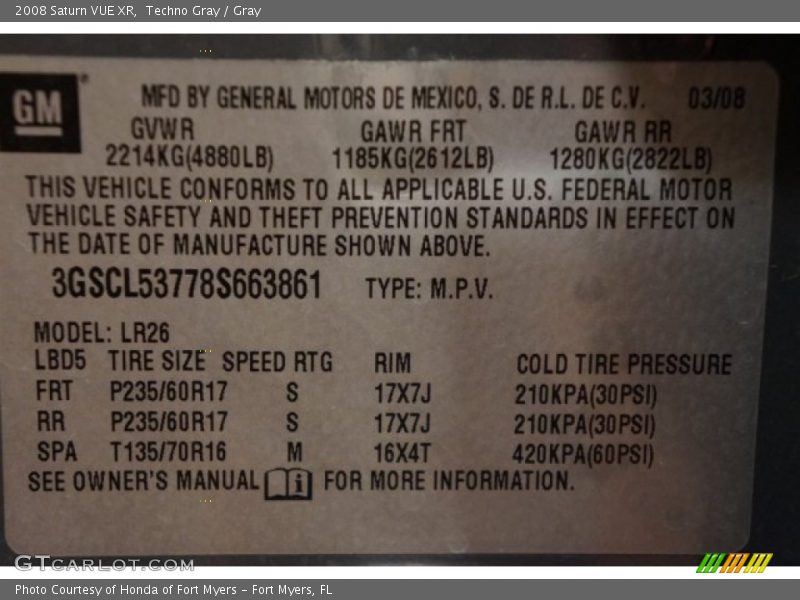 2008 Saturn VUE XR, Techno Gray / Gray
GM
MFD BY GENERAL MOTORS DE MEXICO, S. DE R.L. DE C.V. 03/08
GVWR GAWR FRT GAWR RR
2214KG(4880LB) 1185KG(2612LB) 1280KG(2822LB)
THIS VEHICLE CONFORMS TO ALL APPLICABLE U.S. FEDERAL MOTOR
VEHICLE SAFETY AND THEFT PREVENTION STANDARDS IN EFFECT ON
THE DATE OF MANUFACTURE SHOWN ABOVE.
3GSCL53778S663861 TYPE: M.P.V.
MODEL: LR26
LBD5 TIRE SIZE SPEED RTG RIM COLD TIRE PRESSURE
FRT P235/60R17 S 17X7J 210KPA(30PSI)
RR P235/60R17 S 17X7J 210KPA(30PSI)
SPA T135/70R16 M 16X4T 420KPA(60PSI)
SEE OWNER'S MANUAL i FOR MORE INFORMATION.
GTCARLOT.COM
Photo Courtesy of Honda of Fort Myers - Fort Myers, FL